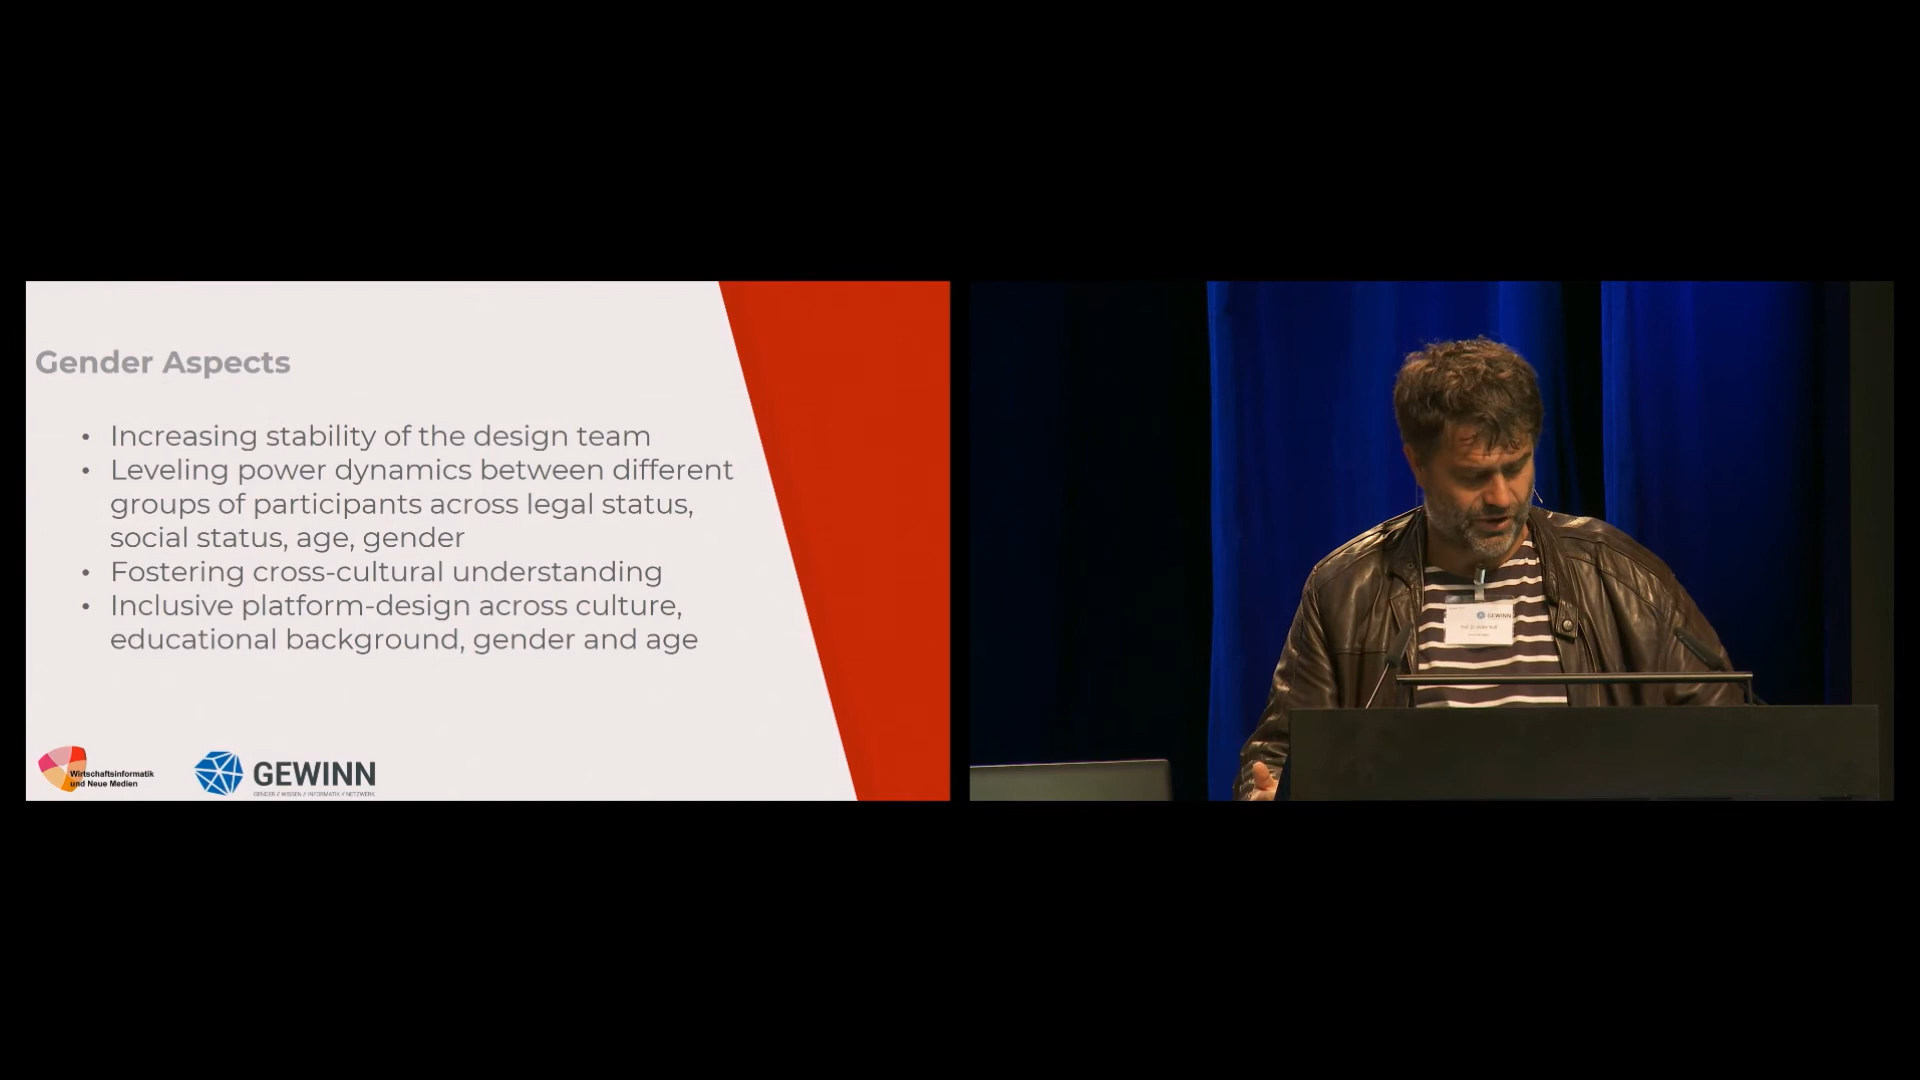 Gender Aspects
• Increasing stability of the design team
• Leveling power dynamics between different
groups of participants across legal status,
social status, age, gender
• Fostering cross-cultural understanding
• Inclusive platform-design across culture,
educational background, gender and age
Wirtschaftsinformatik
und Neue Medien
GEWINN
GENDER // WISSEN // INFORMATIK // NETZWERK
GEWINN